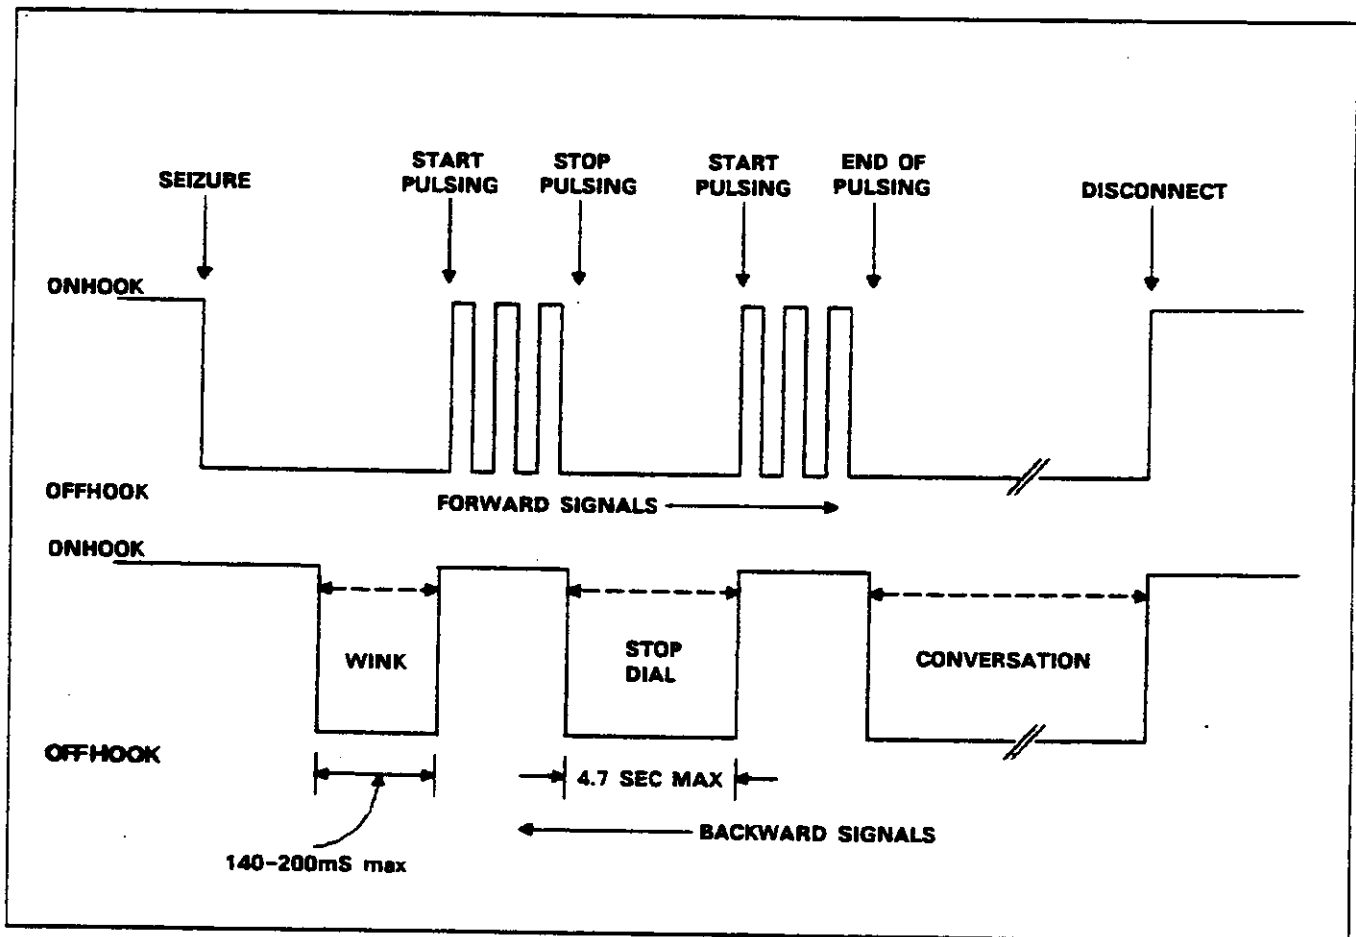 SEIZURE
START
PULSING
STOP
PULSING
START
PULSING
END OF
PULSING
DISCONNECT
ONHOOK
OFFHOOK
FORWARD SIGNALS
ONHOOK
WINK
STOP
DIAL
CONVERSATION
OFFHOOK
4.7 SEC MAX
BACKWARD SIGNALS
140-200mS max